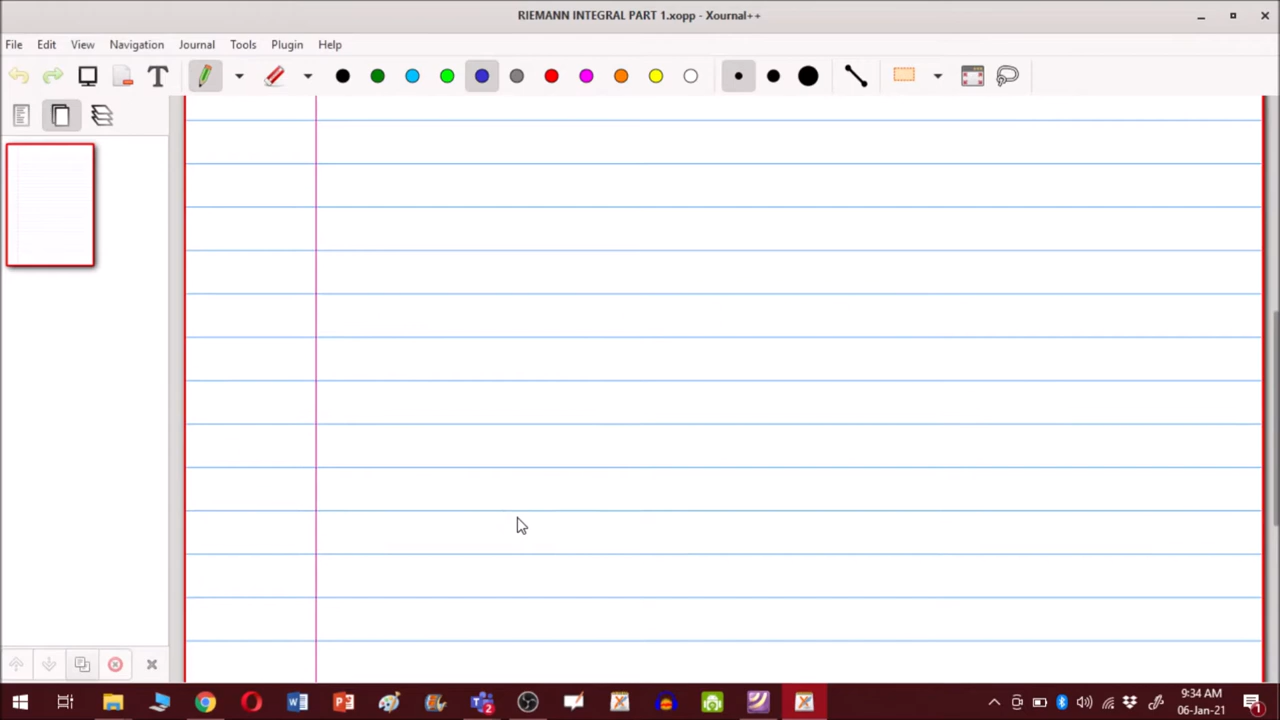 RIEMANN INTEGRAL PART 1.xopp - Xournal++
File Edit View Navigation Journal Tools Plugin Help
9:34 AM
06-Jan-21